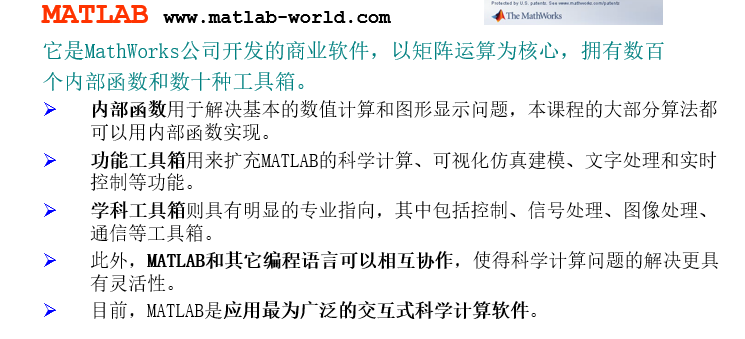 Protected by U.S. patents. See www.mathworks.com/patents
MATLAB www.matlab-world.com
The MathWorks
它是MathWorks公司开发的商业软件，以矩阵运算为核心，拥有数百
个内部函数和数十种工具箱。
内部函数用于解决基本的数值计算和图形显示问题，本课程的大部分算法都
可以用内部函数实现。
功能工具箱用来扩充MATLAB的科学计算、可视化仿真建模、文字处理和实时
控制等功能。
学科工具箱则具有明显的专业指向，其中包括控制、信号处理、图像处理、
通信等工具箱。
此外，MATLAB和其它编程语言可以相互协作，使得科学计算问题的解决更具
有灵活性。
目前，MATLAB是应用最为广泛的交互式科学计算软件。